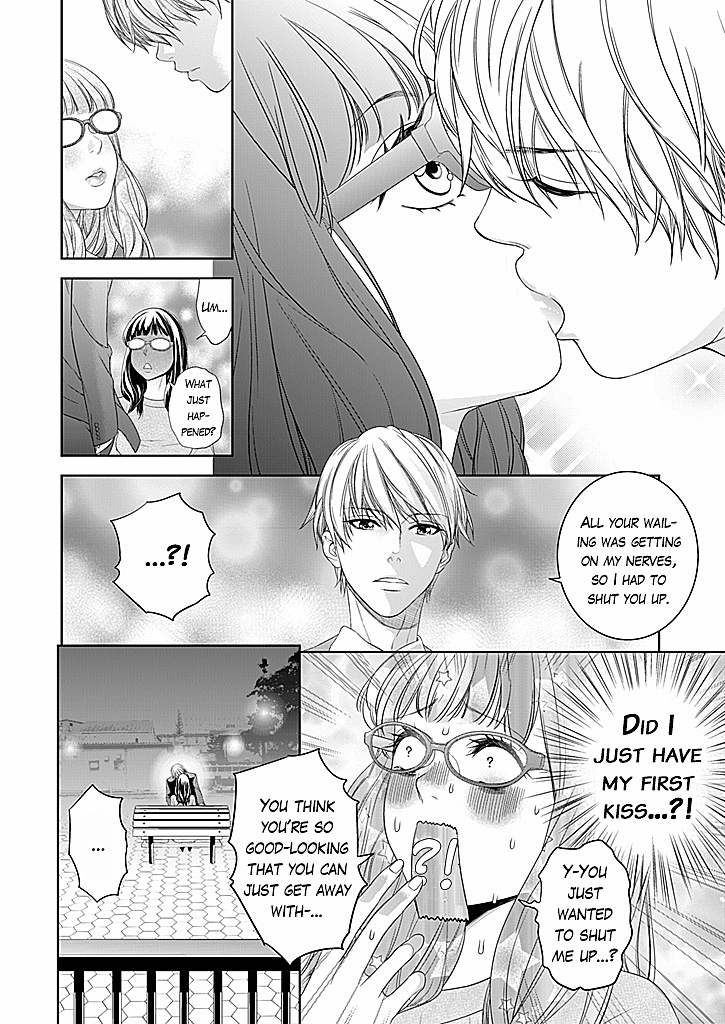 UM...
WHAT
JUST
HAP-
PENED?
ALL YOUR WAIL-
ING WAS GETTING
ON MY NERVES,
SO I HAD TO
SHUT YOU UP.
...?!
DID I
JUST HAVE
MY FIRST
KISS...?!
?!
Y-YOU
JUST
WANTED
TO SHUT
ME UP...?
YOU THINK
YOU'RE SO
GOOD-LOOKING
THAT YOU CAN
JUST GET AWAY
WITH-...
...